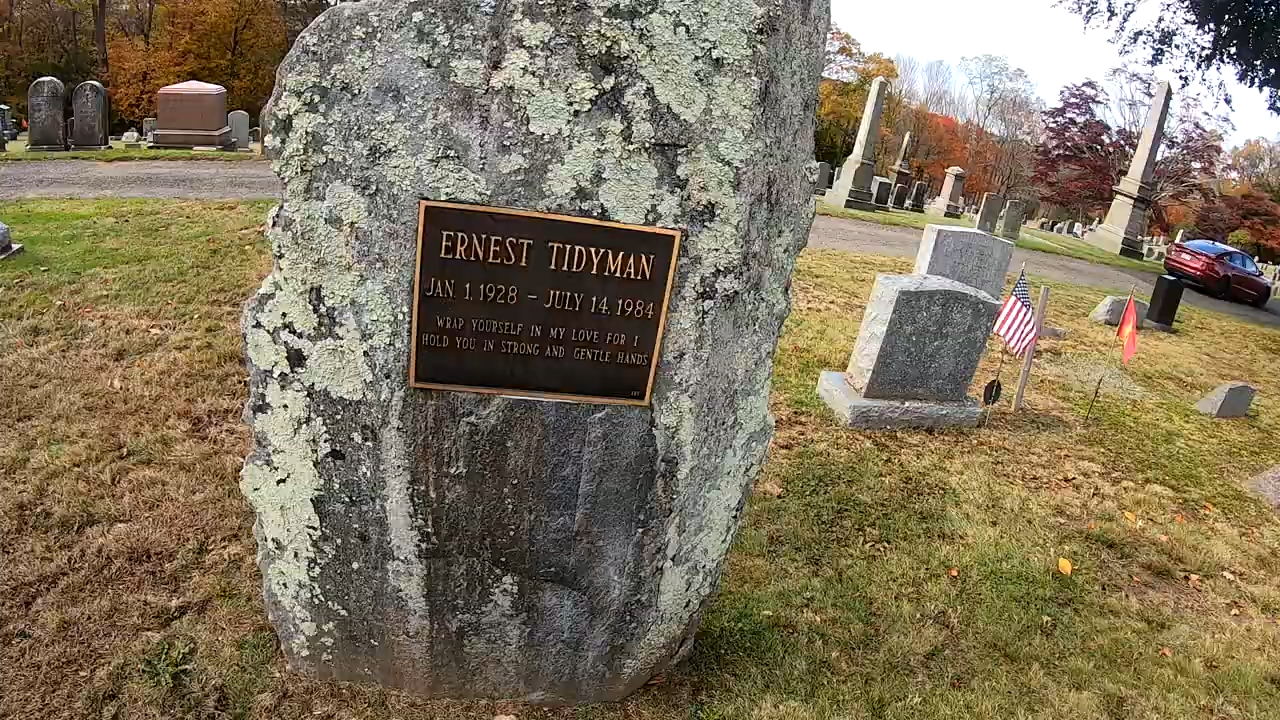 ERNEST TIDYMAN
JAN. 1, 1928 – JULY 14, 1984
WRAP YOURSELF IN MY LOVE FOR I
HOLD YOU IN STRONG AND GENTLE HANDS